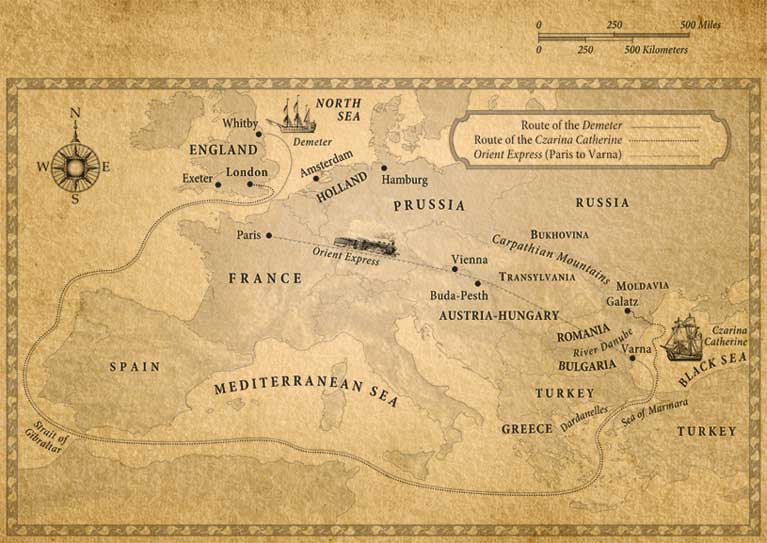 0 250 500 Miles
0 250 500 Kilometers
N
W E
S
NORTH
SEA
Whitby
Demeter
ENGLAND
Exeter London
Amsterdam
HOLLAND
Hamburg
Route of the Demeter
Route of the Czarina Catherine
Orient Express (Paris to Varna)
PRUSSIA
RUSSIA
Paris
Orient Express
BUKHOVINA
Carpathian Mountains
Vienna
TRANSYLVANIA
MOLDAVIA
FRANCE
Buda-Pesth
Galatz
AUSTRIA-HUNGARY
ROMANIA
River Danube
Czarina
Catherine
Varna
BULGARIA
BLACK SEA
SPAIN
MEDITERRANEAN SEA
TURKEY
Dardanelles
Sea of Marmara
GREECE
TURKEY
Strait of
Gibraltar